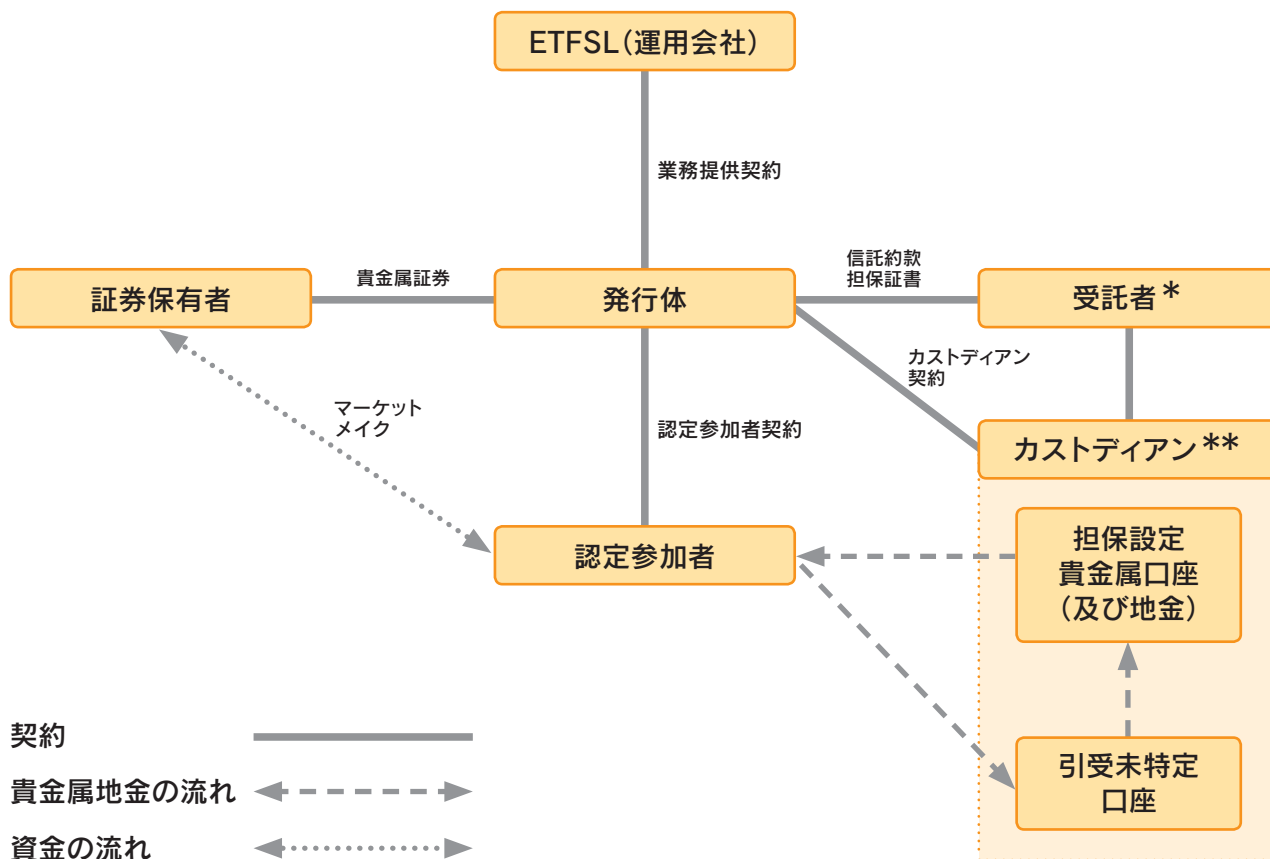 ETFSL(運用会社)
業務提供契約
証券保有者
貴金属証券
発行体
信託約款
担保証書
受託者*
カストディアン
契約
マーケット
メイク
認定参加者契約
カストディアン**
認定参加者
担保設定
貴金属口座
(及び地金)
引受未特定
口座
契約
貴金属地金の流れ
資金の流れ